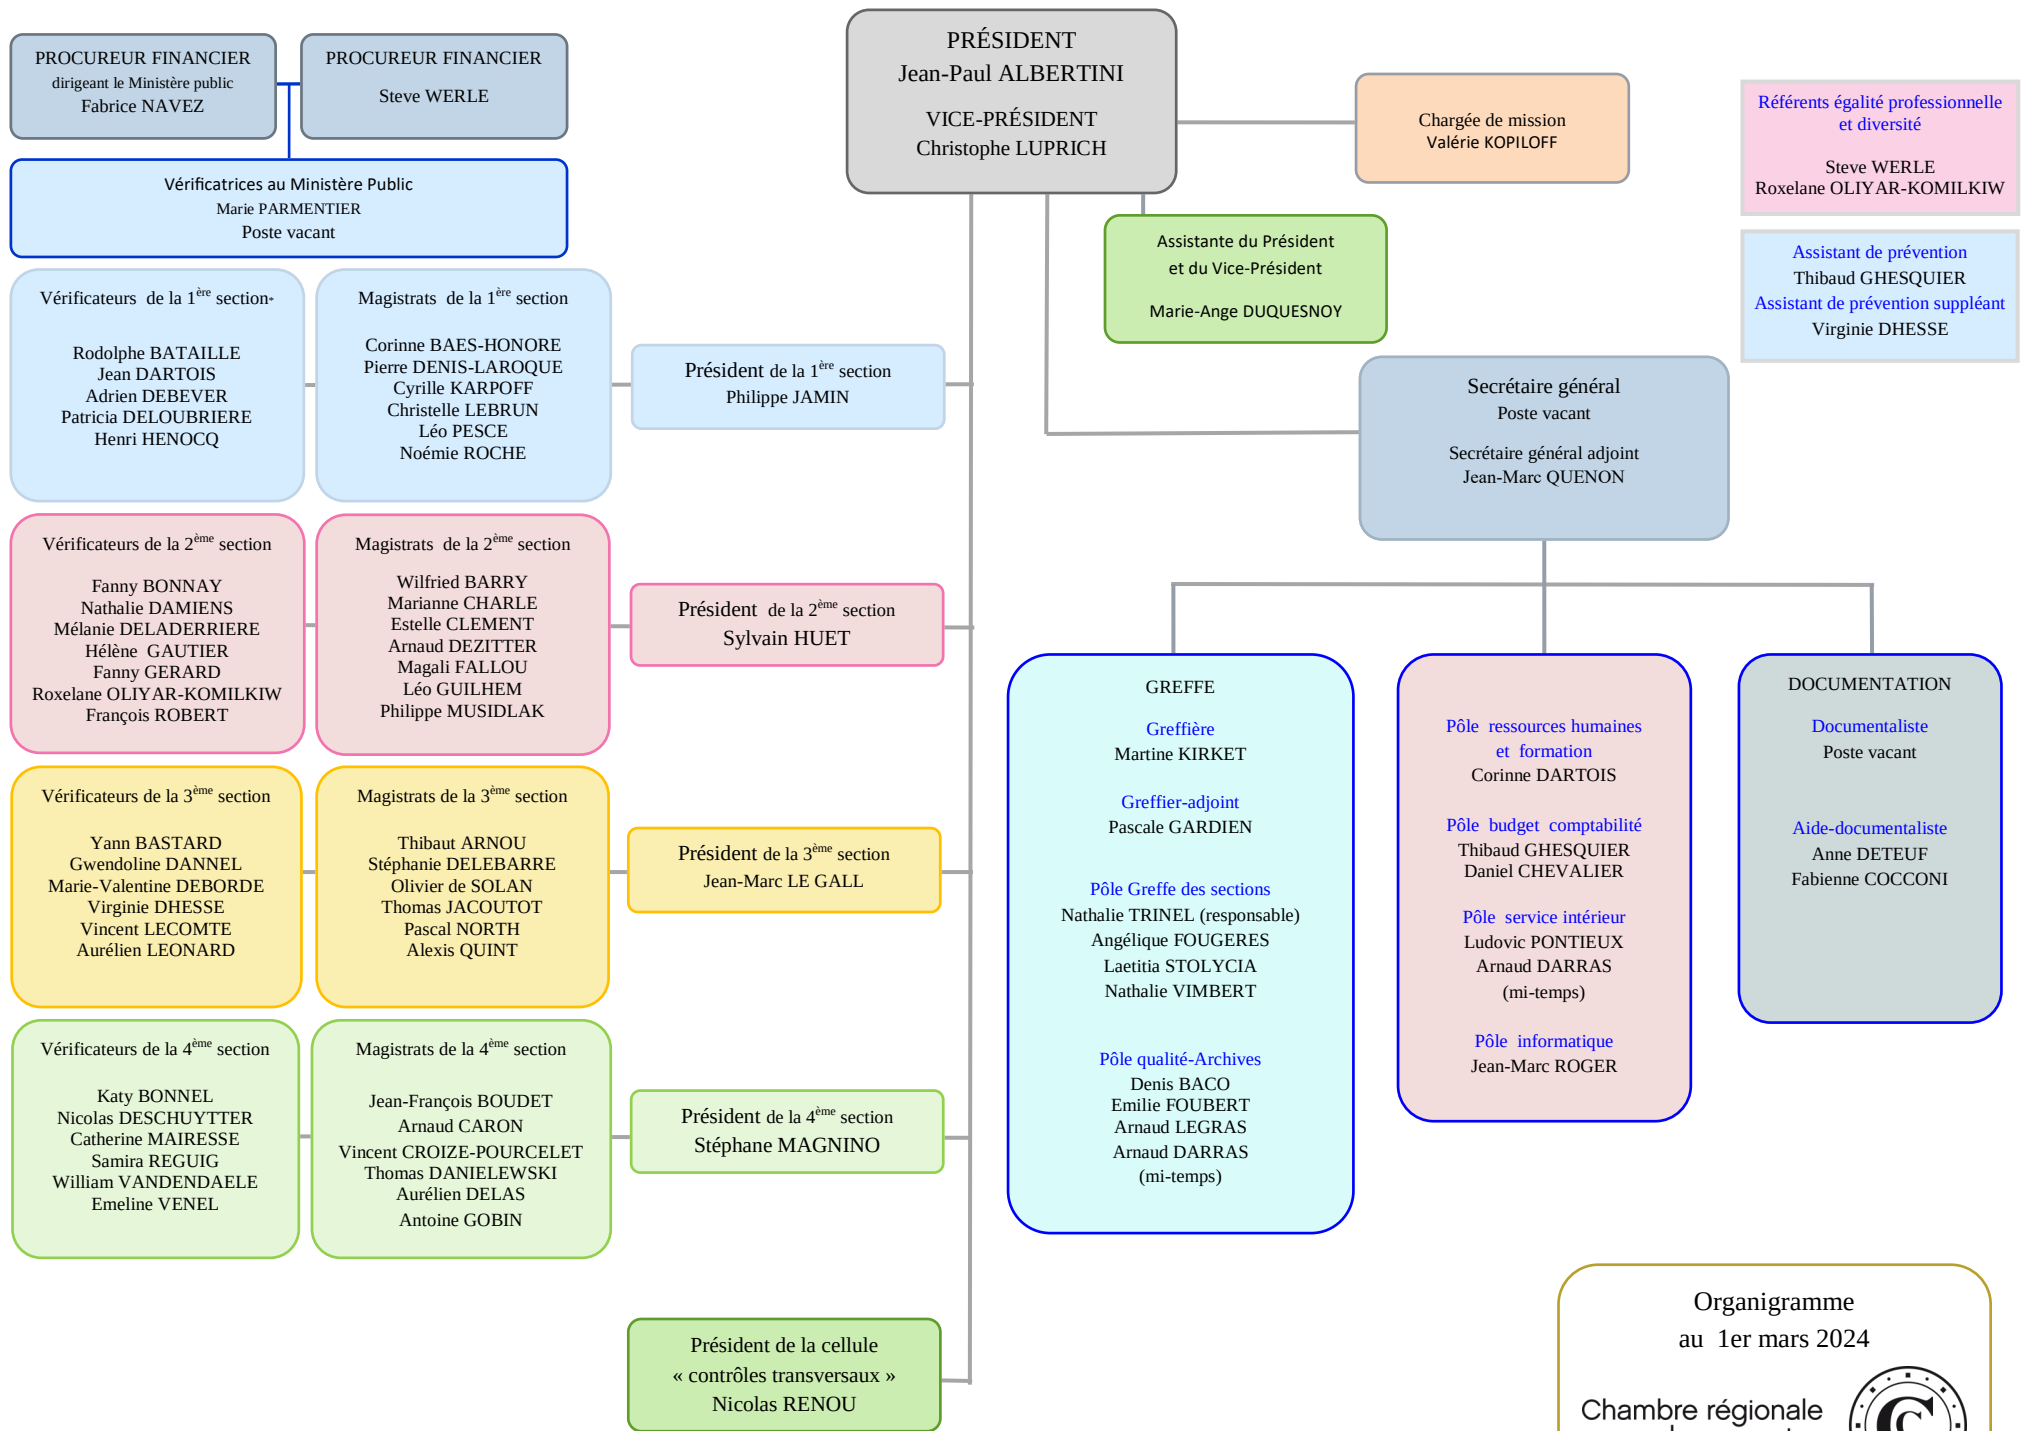 PROCUREUR FINANCIER
dirigeant le Ministère public
Fabrice NAVEZ
PROCUREUR FINANCIER
Steve WERLE
Vérificatrices au Ministère Public
Marie PARMENTIER
Poste vacant
PRÉSIDENT
Jean-Paul ALBERTINI
VICE-PRÉSIDENT
Christophe LUPRICH
Chargée de mission
Valérie KOPILOFF
Référents égalité professionnelle
et diversité
Steve WERLE
Roxelane OLIYAR-KOMILKIW
Assistante du Président
et du Vice-Président
Marie-Ange DUQUESNOY
Assistant de prévention
Thibaud GHESQUIER
Assistant de prévention suppléant
Virginie DHESSE
Vérificateurs de la 1ère section*
Rodolphe BATAILLE
Jean DARTOIS
Adrien DEBEVER
Patricia DELOUBRIERE
Henri HENOCQ
Magistrats de la 1ère section
Corinne BAES-HONORE
Pierre DENIS-LAROQUE
Cyrille KARPOFF
Christelle LEBRUN
Léo PESCE
Noémie ROCHE
Président de la 1ère section
Philippe JAMIN
Secrétaire général
Poste vacant
Secrétaire général adjoint
Jean-Marc QUENON
Vérificateurs de la 2ème section
Fanny BONNAY
Nathalie DAMIENS
Mélanie DELADERRIERE
Hélène GAUTIER
Fanny GERARD
Roxelane OLIYAR-KOMILKIW
François ROBERT
Magistrats de la 2ème section
Wilfried BARRY
Marianne CHARLE
Estelle CLEMENT
Arnaud DEZITTER
Magali FALLOU
Léo GUILHEM
Philippe MUSIDLAK
Président de la 2ème section
Sylvain HUET
Vérificateurs de la 3ème section
Yann BASTARD
Gwendoline DANNEL
Marie-Valentine DEBORDE
Virginie DHESSE
Vincent LECOMTE
Aurélien LEONARD
Magistrats de la 3ème section
Thibaut ARNOU
Stéphanie DELEBARRE
Olivier de SOLAN
Thomas JACOUTOT
Pascal NORTH
Alexis QUINT
Président de la 3ème section
Jean-Marc LE GALL
Vérificateurs de la 4ème section
Katy BONNEL
Nicolas DESCHUYTTER
Catherine MAIRESSE
Samira REGUIG
William VANDENDAELE
Emeline VENEL
Magistrats de la 4ème section
Jean-François BOUDET
Arnaud CARON
Vincent CROIZE-POURCELET
Thomas DANIELEWSKI
Aurélien DELAS
Antoine GOBIN
Président de la 4ème section
Stéphane MAGNINO
Président de la cellule
« contrôles transversaux »
Nicolas RENOU
GREFFE
Greffière
Martine KIRKET
Greffier-adjoint
Pascale GARDIEN
Pôle Greffe des sections
Nathalie TRINEL (responsable)
Angélique FOUGERES
Laetitia STOLYCIA
Nathalie VIMBERT
Pôle qualité-Archives
Denis BACO
Emilie FOUBERT
Arnaud LEGRAS
Arnaud DARRAS
(mi-temps)
Pôle ressources humaines
et formation
Corinne DARTOIS
Pôle budget comptabilité
Thibaud GHESQUIER
Daniel CHEVALIER
Pôle service intérieur
Ludovic PONTIEUX
Arnaud DARRAS
(mi-temps)
Pôle informatique
Jean-Marc ROGER
DOCUMENTATION
Documentaliste
Poste vacant
Aide-documentaliste
Anne DETEUF
Fabienne COCCONI
Organigramme
au 1er mars 2024
Chambre régionale